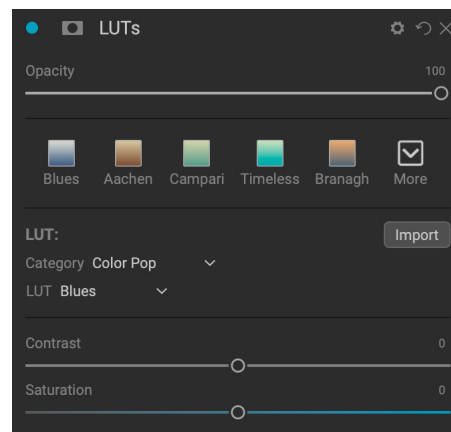 LUTs
Opacity 100
Blues Aachen Campari Timeless Branagh More
LUT: Import
Category Color Pop
LUT Blues
Contrast 0
Saturation 0